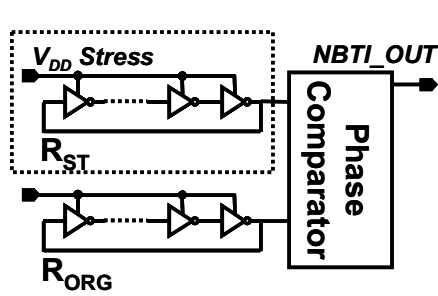 V_DD Stress
NBTI_OUT
R_ST
Phase
Comparator
R_ORG